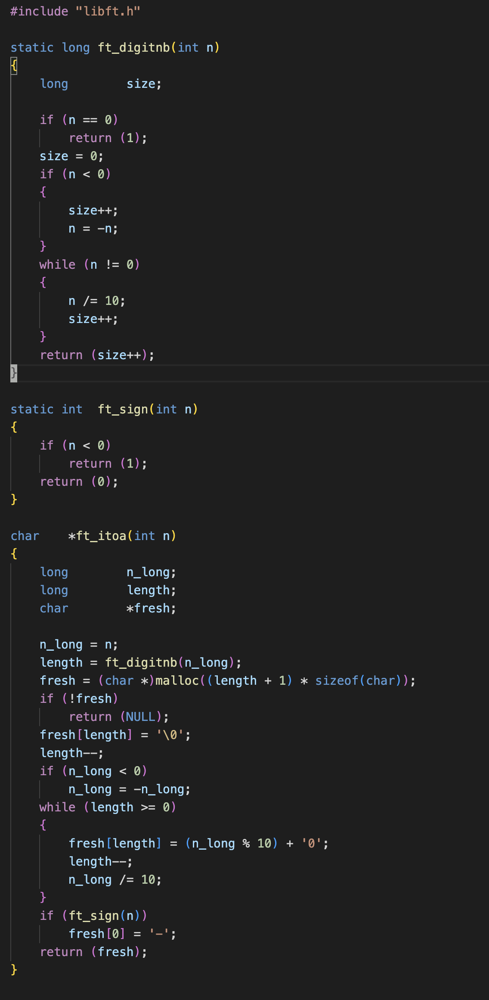 #include "libft.h"

static long ft_digitnb(int n)
{
    long        size;

    if (n == 0)
        return (1);
    size = 0;
    if (n < 0)
    {
        size++;
        n = -n;
    }
    while (n != 0)
    {
        n /= 10;
        size++;
    }
    return (size++);
}

static int  ft_sign(int n)
{
    if (n < 0)
        return (1);
    return (0);
}

char    *ft_itoa(int n)
{
    long        n_long;
    long        length;
    char        *fresh;

    n_long = n;
    length = ft_digitnb(n_long);
    fresh = (char *)malloc((length + 1) * sizeof(char));
    if (!fresh)
        return (NULL);
    fresh[length] = '\0';
    length--;
    if (n_long < 0)
        n_long = -n_long;
    while (length >= 0)
    {
        fresh[length] = (n_long % 10) + '0';
        length--;
        n_long /= 10;
    }
    if (ft_sign(n))
        fresh[0] = '-';
    return (fresh);
}